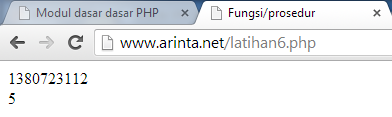 Modul dasar dasar PHP
Fungsi/prosedur
www.arinta.net/latihan6.php
1380723112
5